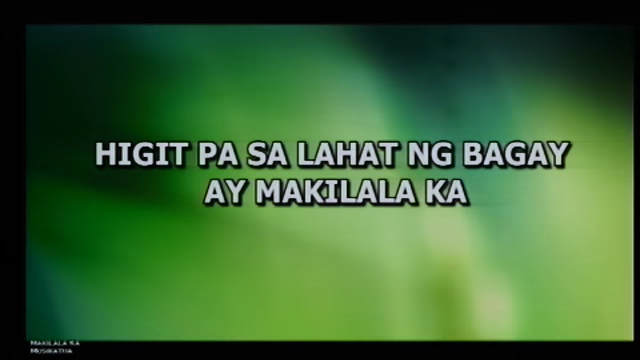 HIGIT PA SA LAHAT NG BAGAY
AY MAKILALA KA
MAKILALA KA
MUSIKATHA